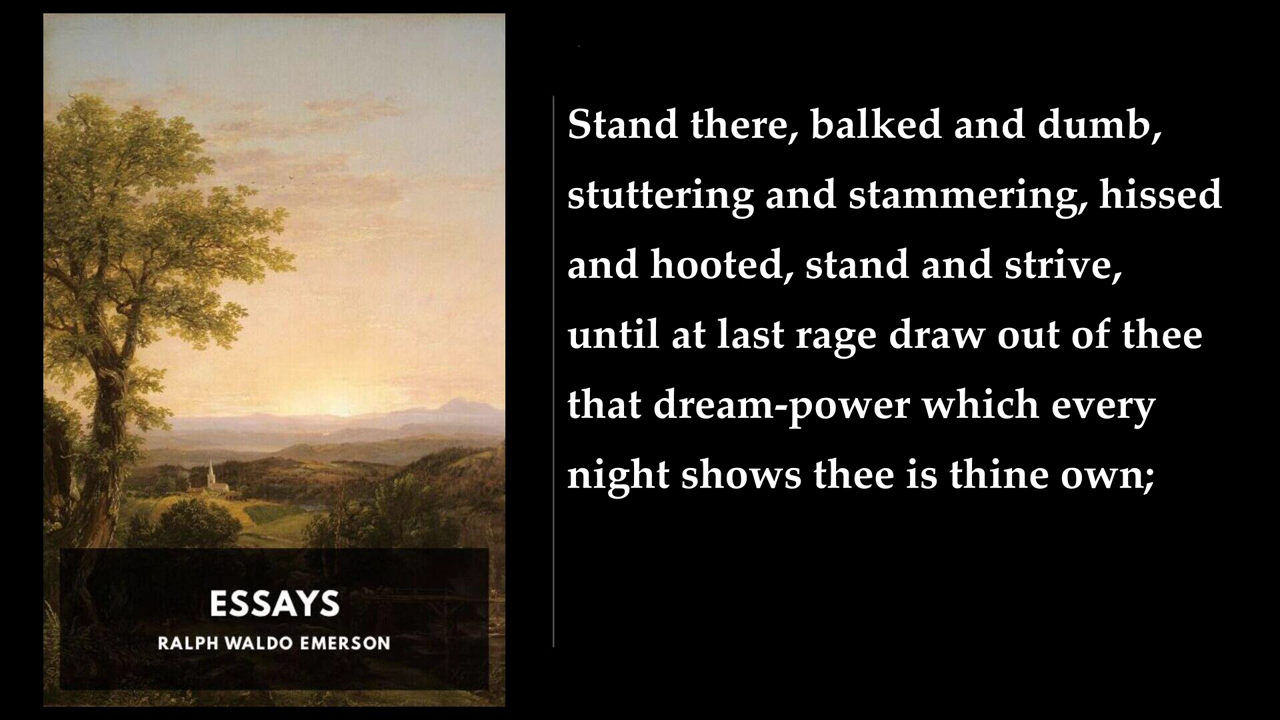 Stand there, balked and dumb,
stuttering and stammering, hissed
and hooted, stand and strive,
until at last rage draw out of thee
that dream-power which every
night shows thee is thine own;
ESSAYS
RALPH WALDO EMERSON